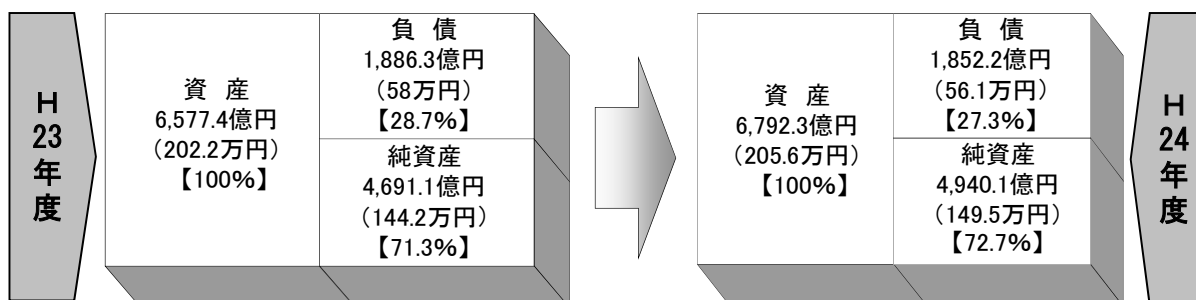 H
23
年
度
資 産
6,577.4億円
(202.2万円)
【100%】
負 債
1,886.3億円
(58万円)
【28.7%】
純資産
4,691.1億円
(144.2万円)
【71.3%】
資 産
6,792.3億円
(205.6万円)
【100%】
負 債
1,852.2億円
(56.1万円)
【27.3%】
純資産
4,940.1億円
(149.5万円)
【72.7%】
H
24
年
度